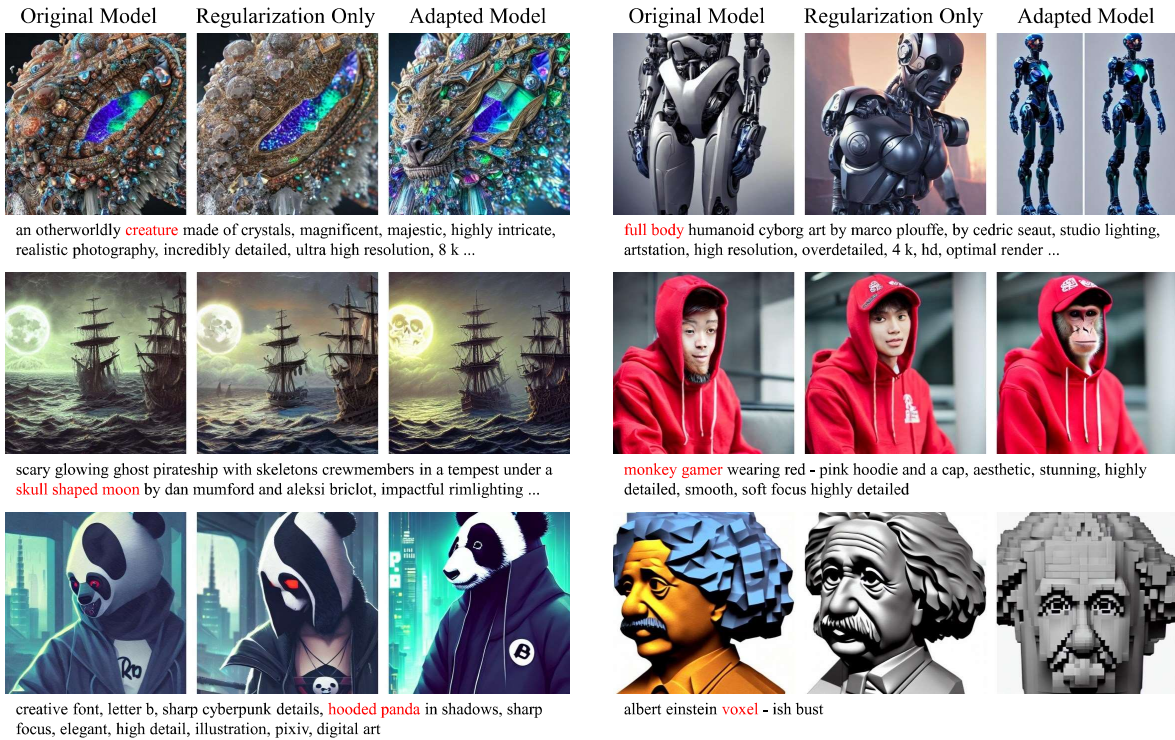 Original Model Regularization Only Adapted Model
an otherworldly creature made of crystals, magnificent, majestic, highly intricate,
realistic photography, incredibly detailed, ultra high resolution, 8 k ...
scary glowing ghost pirateship with skeletons crewmembers in a tempest under a
skull shaped moon by dan mumford and aleksi briclot, impactful rimlighting ...
creative font, letter b, sharp cyberpunk details, hooded panda in shadows, sharp
focus, elegant, high detail, illustration, pixiv, digital art
Original Model Regularization Only Adapted Model
full body humanoid cyborg art by marco plouffe, by cedric seaut, studio lighting,
artstation, high resolution, overdetailed, 4 k, hd, optimal render ...
monkey gamer wearing red - pink hoodie and a cap, aesthetic, stunning, highly
detailed, smooth, soft focus highly detailed
albert einstein voxel - ish bust